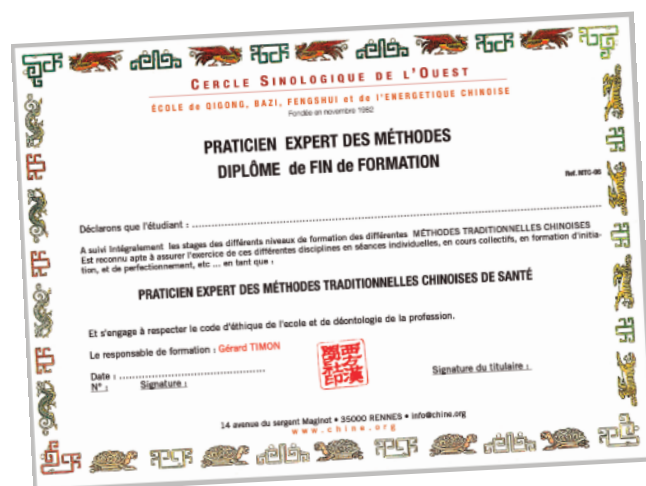 CERCLE SINOLOGIQUE DE L'OUEST
ÉCOLE de QIGONG, BAZI, FENGSHUI et de l'ENERGETIQUE CHINOISE
Fondée en novembre 1982
PRATICIEN EXPERT DES MÉTHODES
DIPLÔME de FIN de FORMATION
Ref. MTC-06
Déclarons que l'étudiant : ...............................................................
A suivi Intégralement les stages des différents niveaux de formation des différentes MÉTHODES TRADITIONNELLES CHINOISES
Est reconnu apte à assurer l'exercice de ces différentes disciplines en séances individuelles, en cours collectifs, en formation d'initia-
tion, et de perfectionnement, etc ... en tant que :
PRATICIEN EXPERT DES MÉTHODES TRADITIONNELLES CHINOISES DE SANTÉ
Et s'engage à respecter le code d'éthique de l'ecole et de déontologie de la profession.
Le responsable de formation : Gérard TIMON
Date : ..........................................
N° : Signature : Signature du titulaire :
14 avenue du sergent Maginot • 35000 RENNES • info@chine.org
www.chine.org